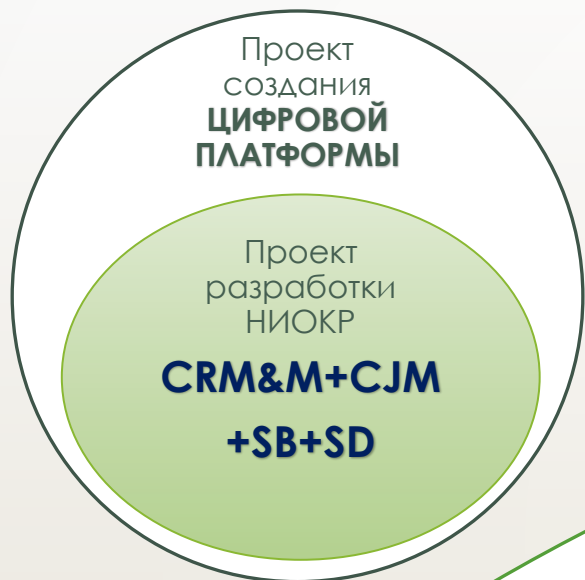 Проект
создания
ЦИФРОВОЙ
ПЛАТФОРМЫ
Проект
разработки
НИОКР
CRM&M+CJM
+SB+SD